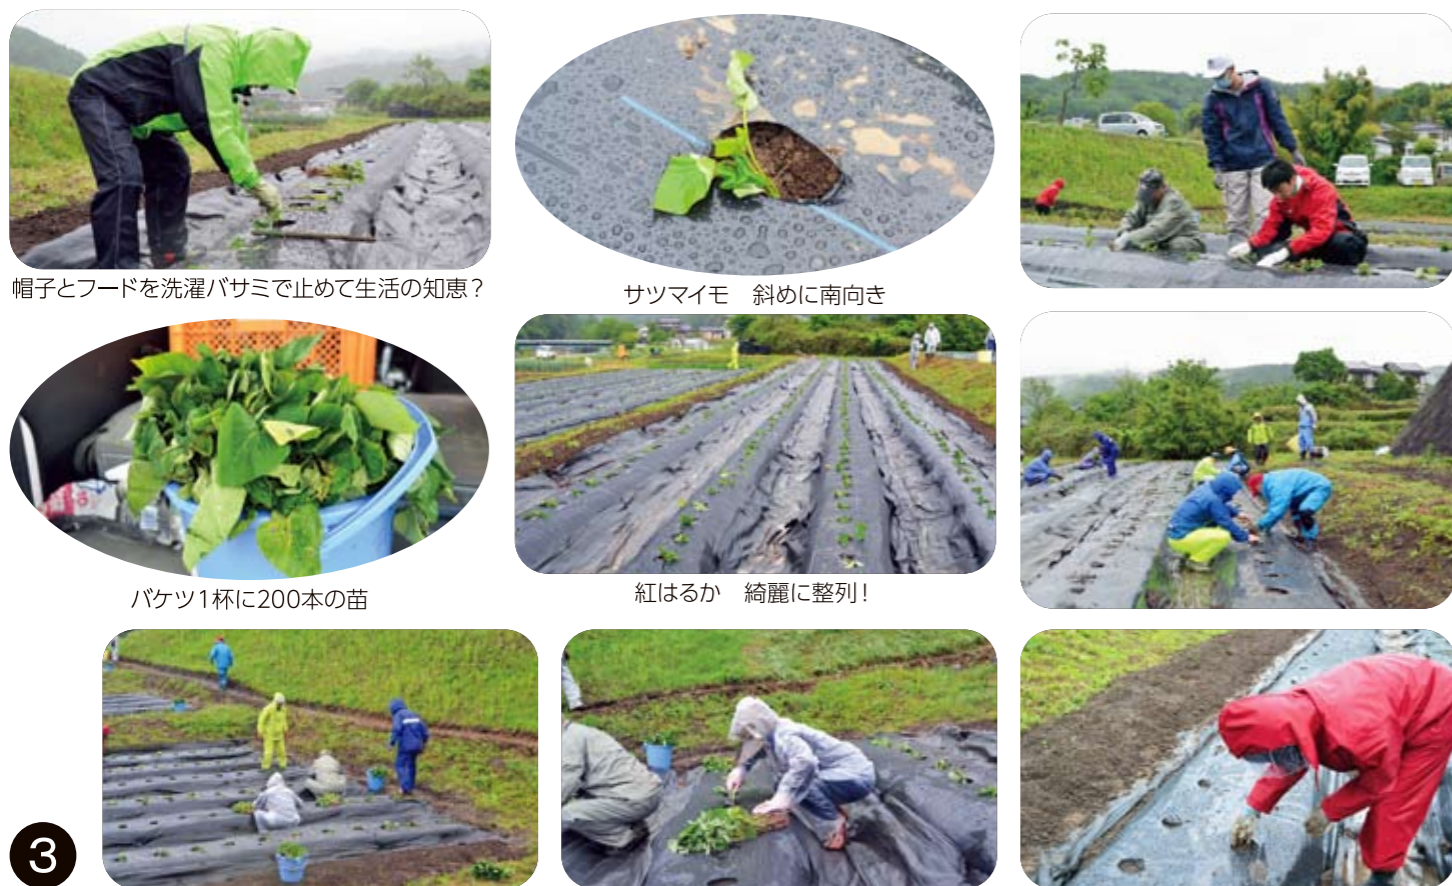 帽子とフードを洗濯バサミで止めて生活の知恵？
サツマイモ　斜めに南向き
バケツ1杯に200本の苗
紅はるか　綺麗に整列！
3